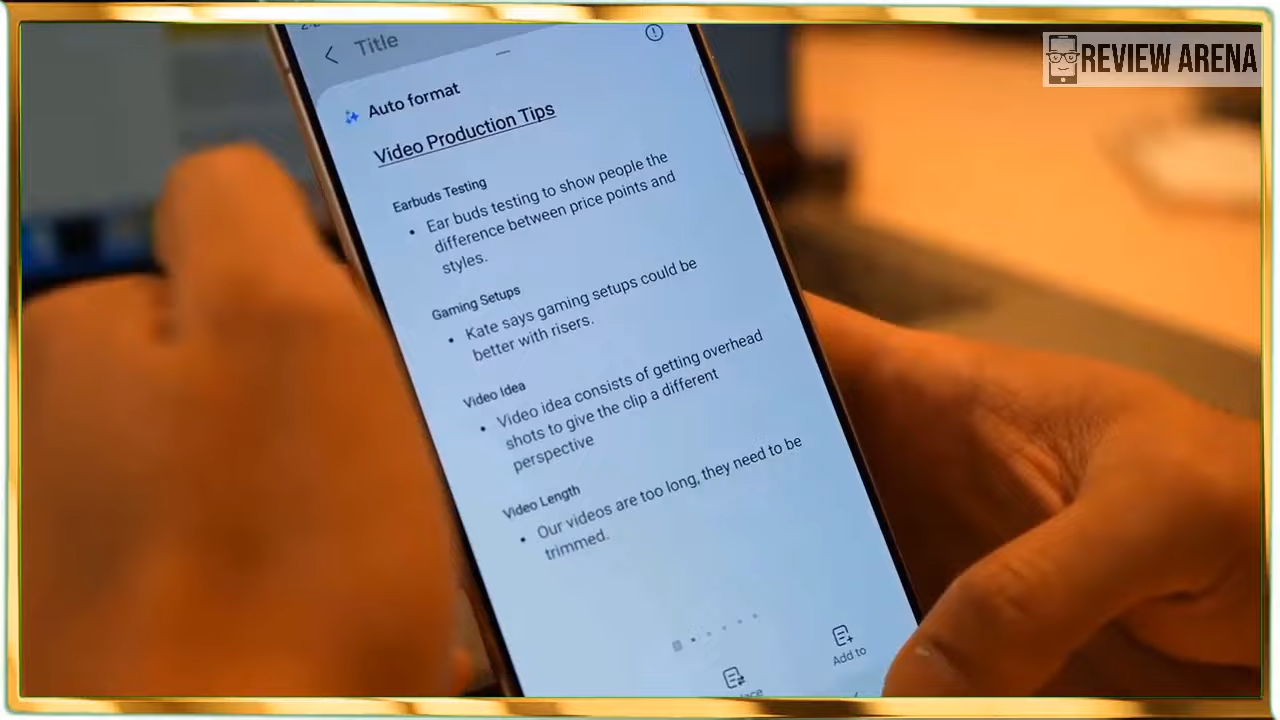 REVIEW ARENA
Title
Auto format
Video Production Tips
Earbuds Testing
• Ear buds testing to show people the
difference between price points and
styles.
Gaming Setups
• Kate says gaming setups could be
better with risers.
Video Idea
• Video idea consists of getting overhead
shots to give the clip a different
perspective
Video Length
• Our videos are too long, they need to be
trimmed.
Add to